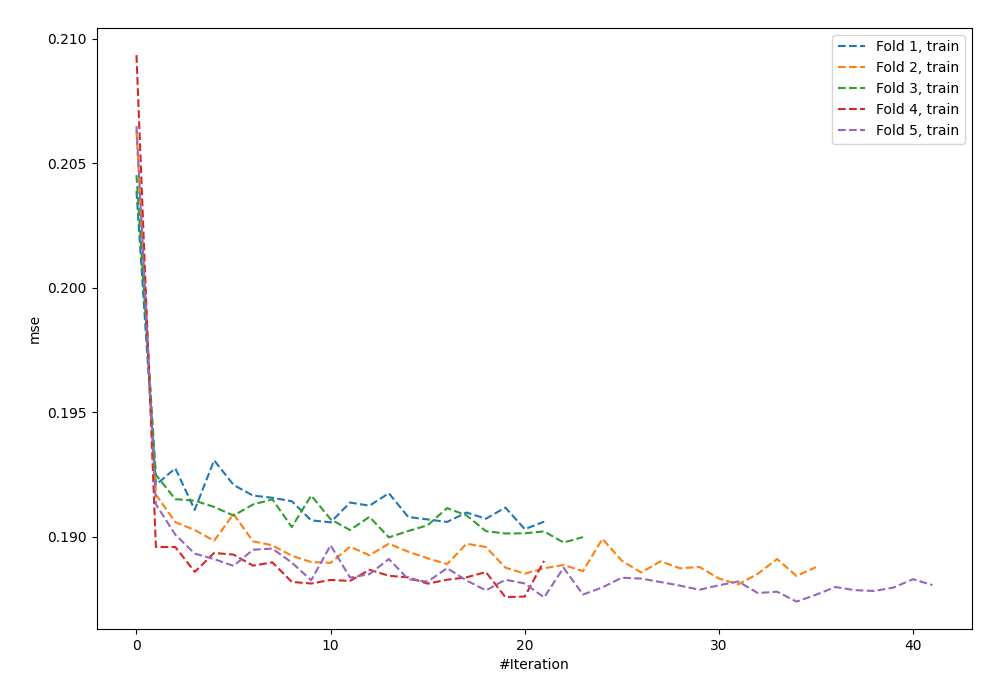 0.210
0.205
0.200
0.195
0.190
mse
0
10
20
30
40
#Iteration
Fold 1, train
Fold 2, train
Fold 3, train
Fold 4, train
Fold 5, train